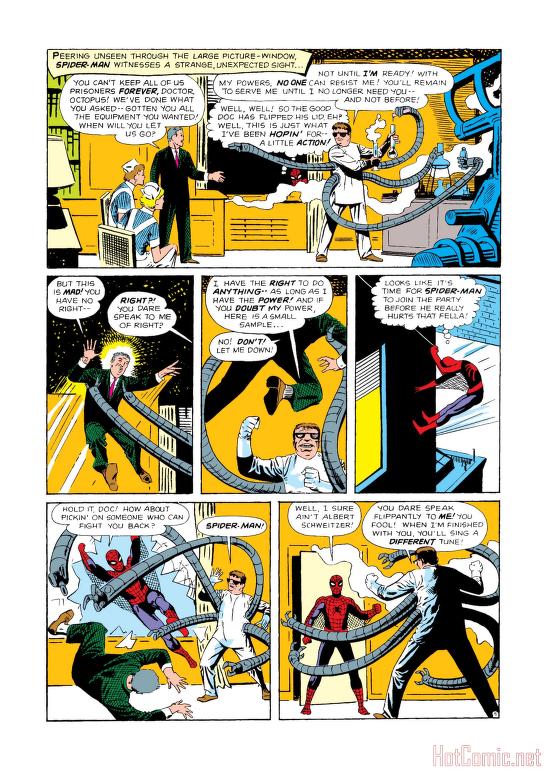 PEERING UNSEEN THROUGH THE LARGE PICTURE-WINDOW,
SPIDER-MAN WITNESSES A STRANGE, UNEXPECTED SIGHT...
YOU CAN'T KEEP ALL OF US
PRISONERS FOREVER, DOCTOR
OCTOPUS! WE'VE DONE WHAT
YOU ASKED-- GOTTEN YOU ALL
THE EQUIPMENT YOU WANTED!
WHEN WILL YOU LET
US GO?
NOT UNTIL I'M READY! WITH
MY POWERS, NO ONE CAN RESIST ME! YOU'LL REMAIN
TO SERVE ME UNTIL I NO LONGER NEED YOU--
AND NOT BEFORE!
WELL, WELL! SO THE GOOD
DOC HAS FLIPPED HIS LID, EH?
WELL, THIS IS JUST WHAT
I'VE BEEN HOPIN' FOR--
A LITTLE ACTION!
BUT THIS
IS MAD! YOU
HAVE NO
RIGHT--
RIGHT?!
YOU DARE
SPEAK TO ME
OF RIGHT?
I HAVE THE RIGHT TO DO
ANYTHING-- AS LONG AS I
HAVE THE POWER! AND IF
YOU DOUBT MY POWER,
HERE IS A SMALL
SAMPLE...
NO! DON'T!
LET ME DOWN!
LOOKS LIKE IT'S
TIME FOR SPIDER-MAN
TO JOIN THE PARTY
BEFORE HE REALLY
HURTS THAT FELLA!
HOLD IT, DOC! HOW ABOUT
PICKIN' ON SOMEONE WHO CAN
FIGHT YOU BACK?
SPIDER-MAN!
WELL, I SURE
AIN'T ALBERT
SCHWEITZER!
YOU DARE SPEAK
FLIPPANTLY TO ME! YOU
FOOL! WHEN I'M FINISHED
WITH YOU, YOU'LL SING A
DIFFERENT TUNE!
HotComic.net